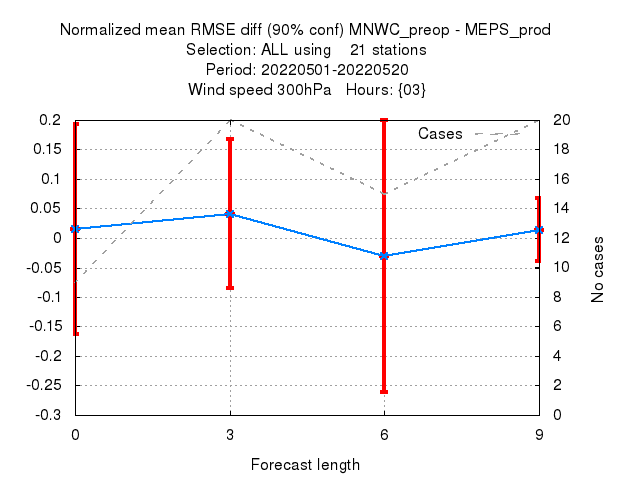 Normalized mean RMSE diff (90% conf) MNWC_preop - MEPS_prod
Selection: ALL using 21 stations
Period: 20220501-20220520
Wind speed 300hPa Hours: {03}
Cases
0.2
0.15
0.1
0.05
0
-0.05
-0.1
-0.15
-0.2
-0.25
-0.3
20
18
16
14
12
10
8
6
4
2
0
No cases
0 3 6 9
Forecast length